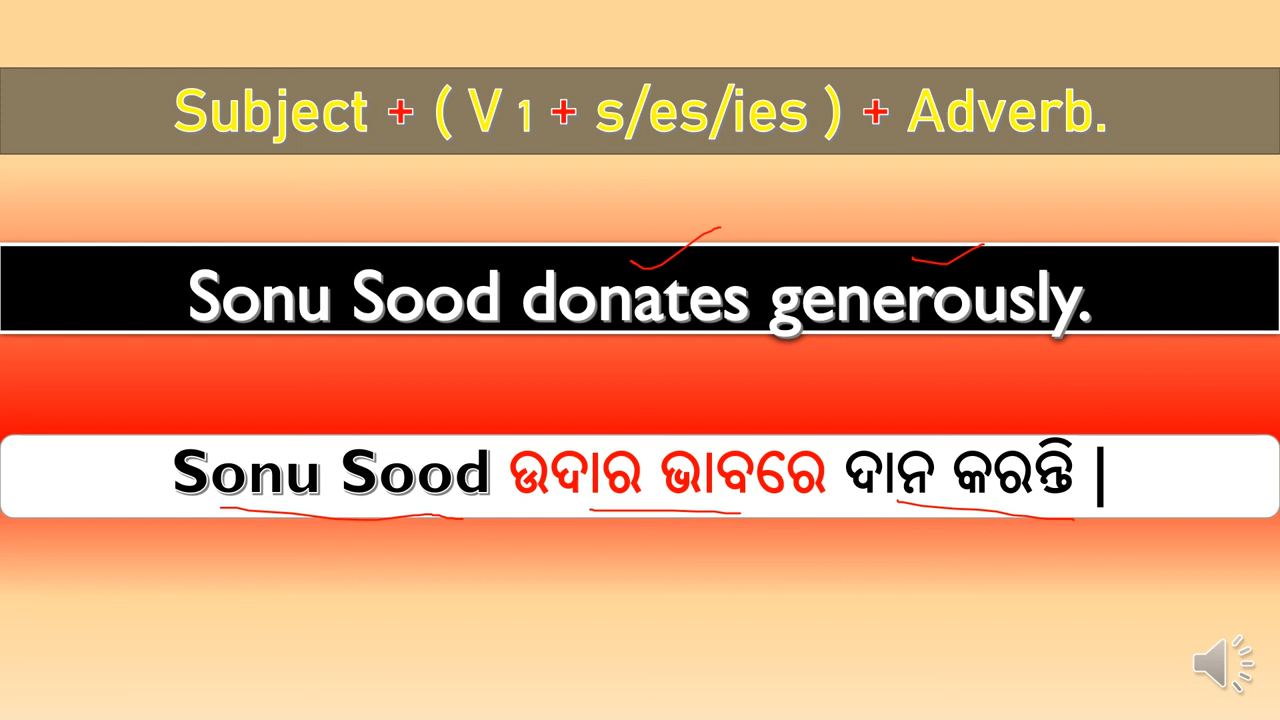 Subject + ( V 1 + s/es/ies ) + Adverb.
Sonu Sood donates generously.
Sonu Sood ଉଦାର ଭାବରେ ଦାନ କରନ୍ତି |